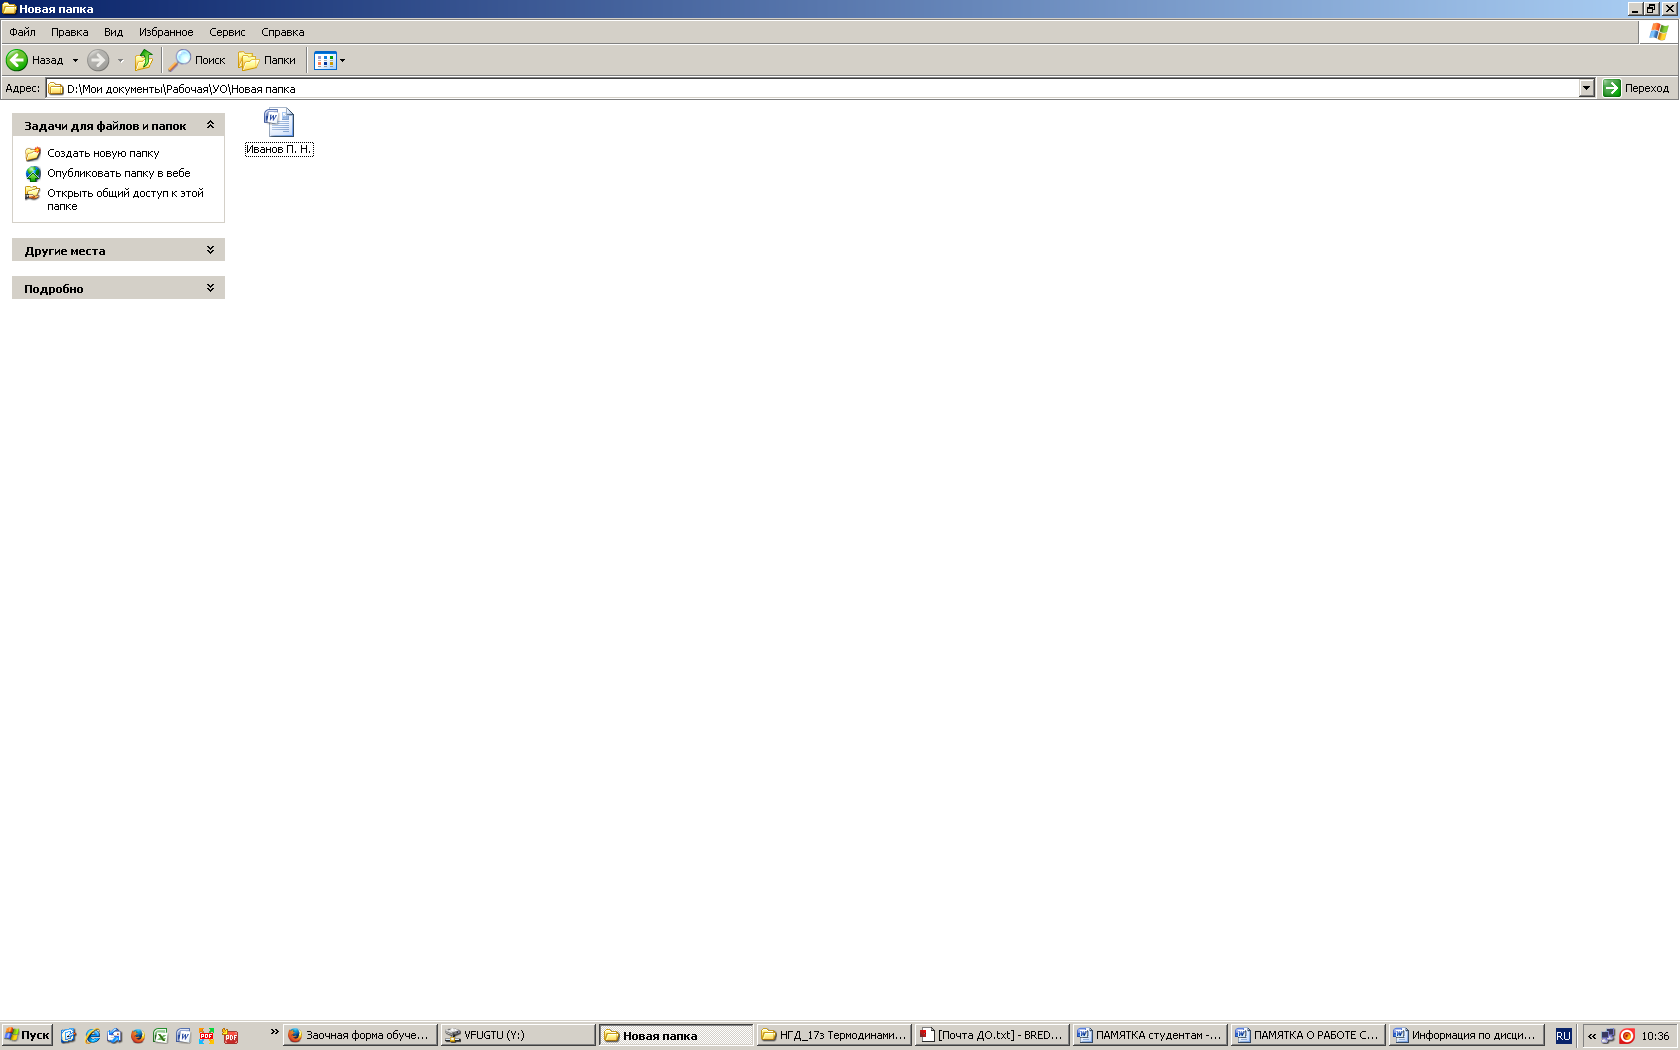 Новая папка
Файл Правка Вид Избранное Сервис Справка
Назад Поиск Папки
Адрес: D:\Мои документы\Рабочая\УО\Новая папка Переход
Задачи для файлов и папок
Создать новую папку
Опубликовать папку в вебе
Открыть общий доступ к этой
папке
Другие места
Подробно
Иванов П. Н.
Пуск Заочная форма обуче... VFUGTU (Y:) Новая папка НГД_17з Термодинами... [Почта ДО.txt] - BRED... ПАМЯТКА студентам -... ПАМЯТКА О РАБОТЕ С... Информация по дисци... RU « 10:36